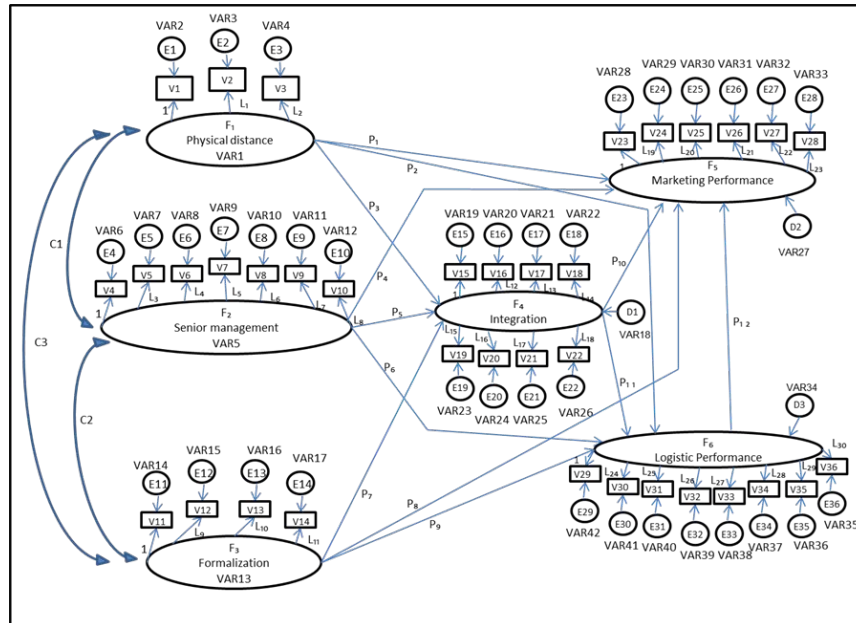 VAR2 VAR3 VAR4
E1 E2 E3
V1 V2 V3
1 L1 L2
F1
Physical distance
VAR1
VAR28 VAR29 VAR30 VAR31 VAR32 VAR33
E23 E24 E25 E26 E27 E28
V23 V24 V25 V26 V27 V28
1 L19 L20 L21 L22 L23
F5
Marketing Performance
D2
VAR27
P1
P2
P3
P4
P5
P6
P7
P8
P9
P10
P11
P12
C1
C3
C2
VAR6 VAR7 VAR8 VAR9 VAR10 VAR11 VAR12
E4 E5 E6 E7 E8 E9 E10
V4 V5 V6 V7 V8 V9 V10
1 L3 L4 L5 L6 L7 L8
F2
Senior management
VAR5
VAR19 VAR20 VAR21 VAR22
E15 E16 E17 E18
V15 V16 V17 V18
1 L12 L13 L14
F4
Integration
D1
VAR18
L15 L16 L17 L18
V19 V20 V21 V22
E19 E20 E21 E22
VAR23 VAR24 VAR25 VAR26
VAR14 VAR15 VAR16 VAR17
E11 E12 E13 E14
V11 V12 V13 V14
1 L9 L10 L11
F3
Formalization
VAR13
VAR34
D3
F6
Logistic Performance
1 L24 L25 L26 L27 L28 L29 L30
V29 V30 V31 V32 V33 V34 V35 V36
E29 E30 E31 E32 E33 E34 E35 E36
VAR42 VAR41 VAR40 VAR39 VAR38 VAR37 VAR36 VAR35